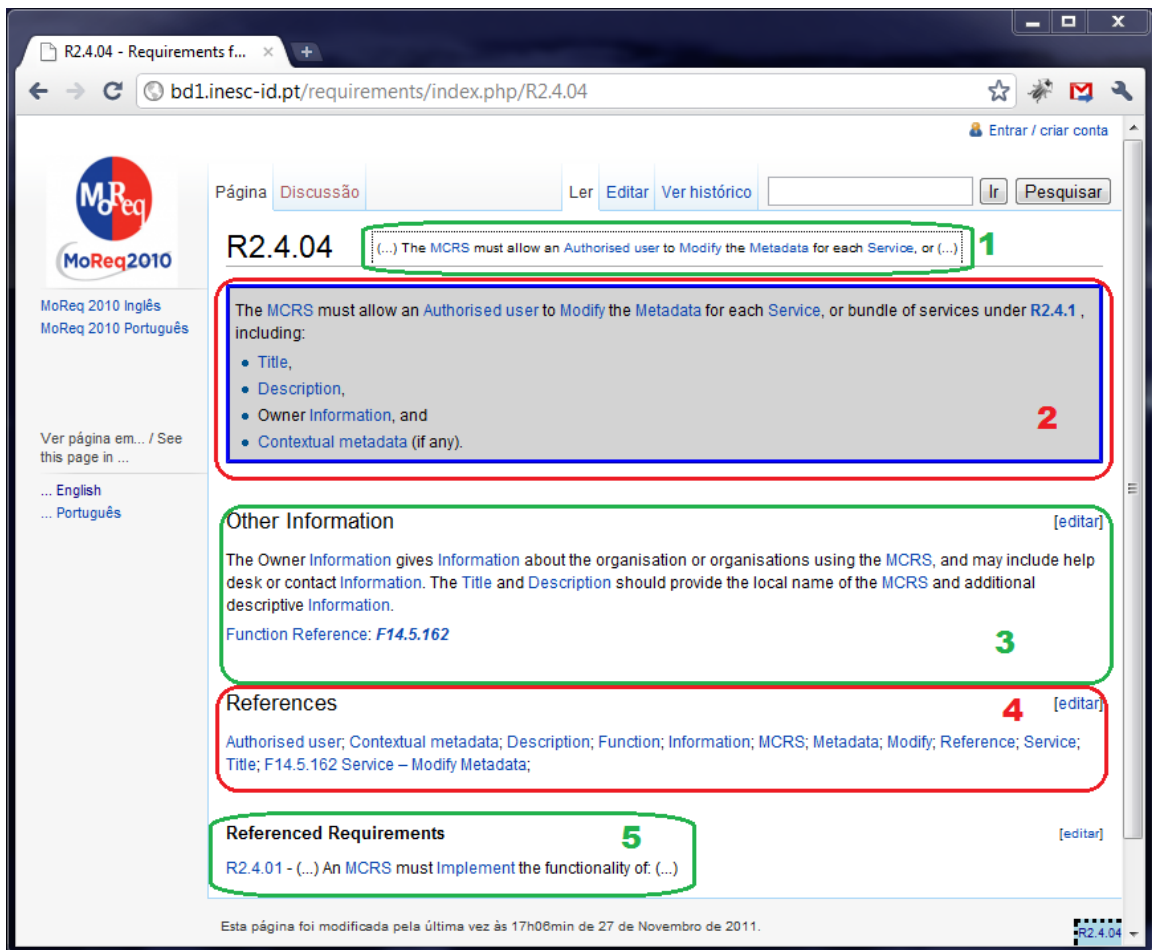 R2.4.04 - Requirements f...
bd1.inesc-id.pt/requirements/index.php/R2.4.04
Entrar / criar conta
MoReq
MoReq2010
Página Discussão Ler Editar Ver histórico Ir Pesquisar
R2.4.04 (...) The MCRS must allow an Authorised user to Modify the Metadata for each Service, or (...) 1
MoReq 2010 Inglês
MoReq 2010 Português
The MCRS must allow an Authorised user to Modify the Metadata for each Service, or bundle of services under R2.4.1 ,
including:
Title,
Description,
Owner Information, and
Contextual metadata (if any).
2
Ver página em... / See
this page in ...
... English
... Português
Other Information [editar]
The Owner Information gives Information about the organisation or organisations using the MCRS, and may include help
desk or contact Information. The Title and Description should provide the local name of the MCRS and additional
descriptive Information.
Function Reference: F14.5.162
3
References 4 [editar]
Authorised user; Contextual metadata; Description; Function; Information; MCRS; Metadata; Modify; Reference; Service;
Title; F14.5.162 Service – Modify Metadata;
Referenced Requirements 5 [editar]
R2.4.01 - (...) An MCRS must Implement the functionality of: (...)
Esta página foi modificada pela última vez às 17h06min de 27 de Novembro de 2011.
R2.4.04